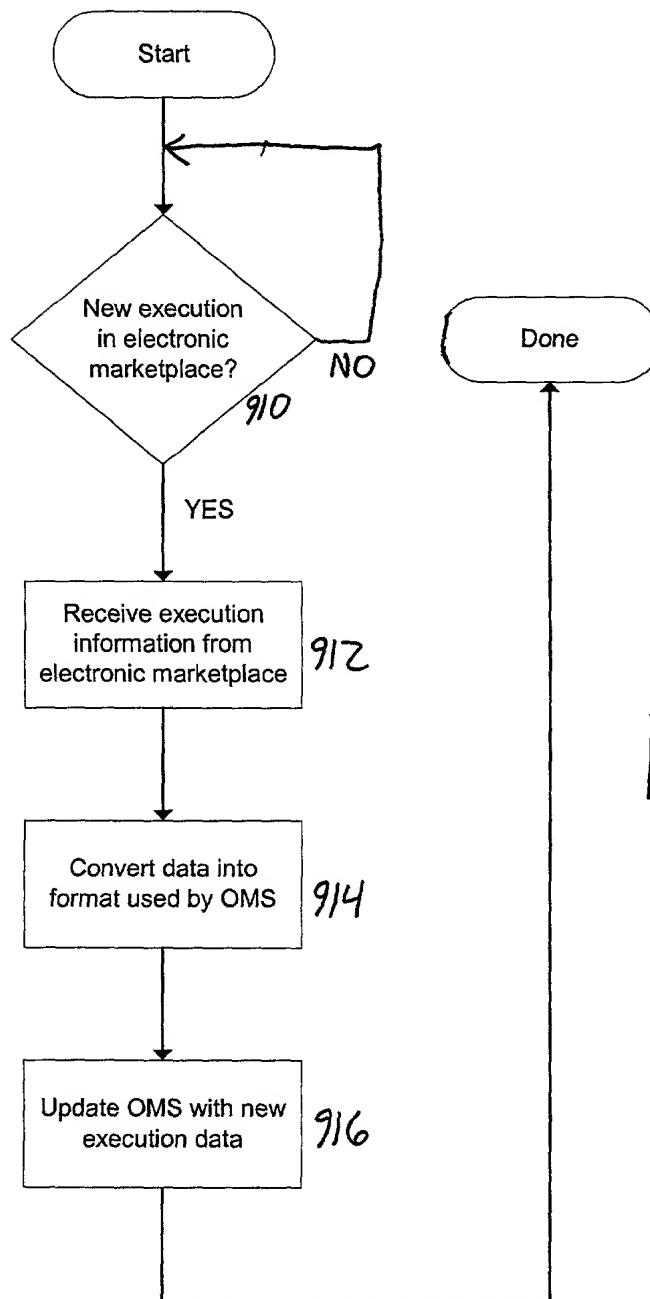 Start
New execution
in electronic
marketplace?
910
NO
Done
YES
Receive execution
information from
electronic marketplace
912
Convert data into
format used by OMS
914
Update OMS with new
execution data
916